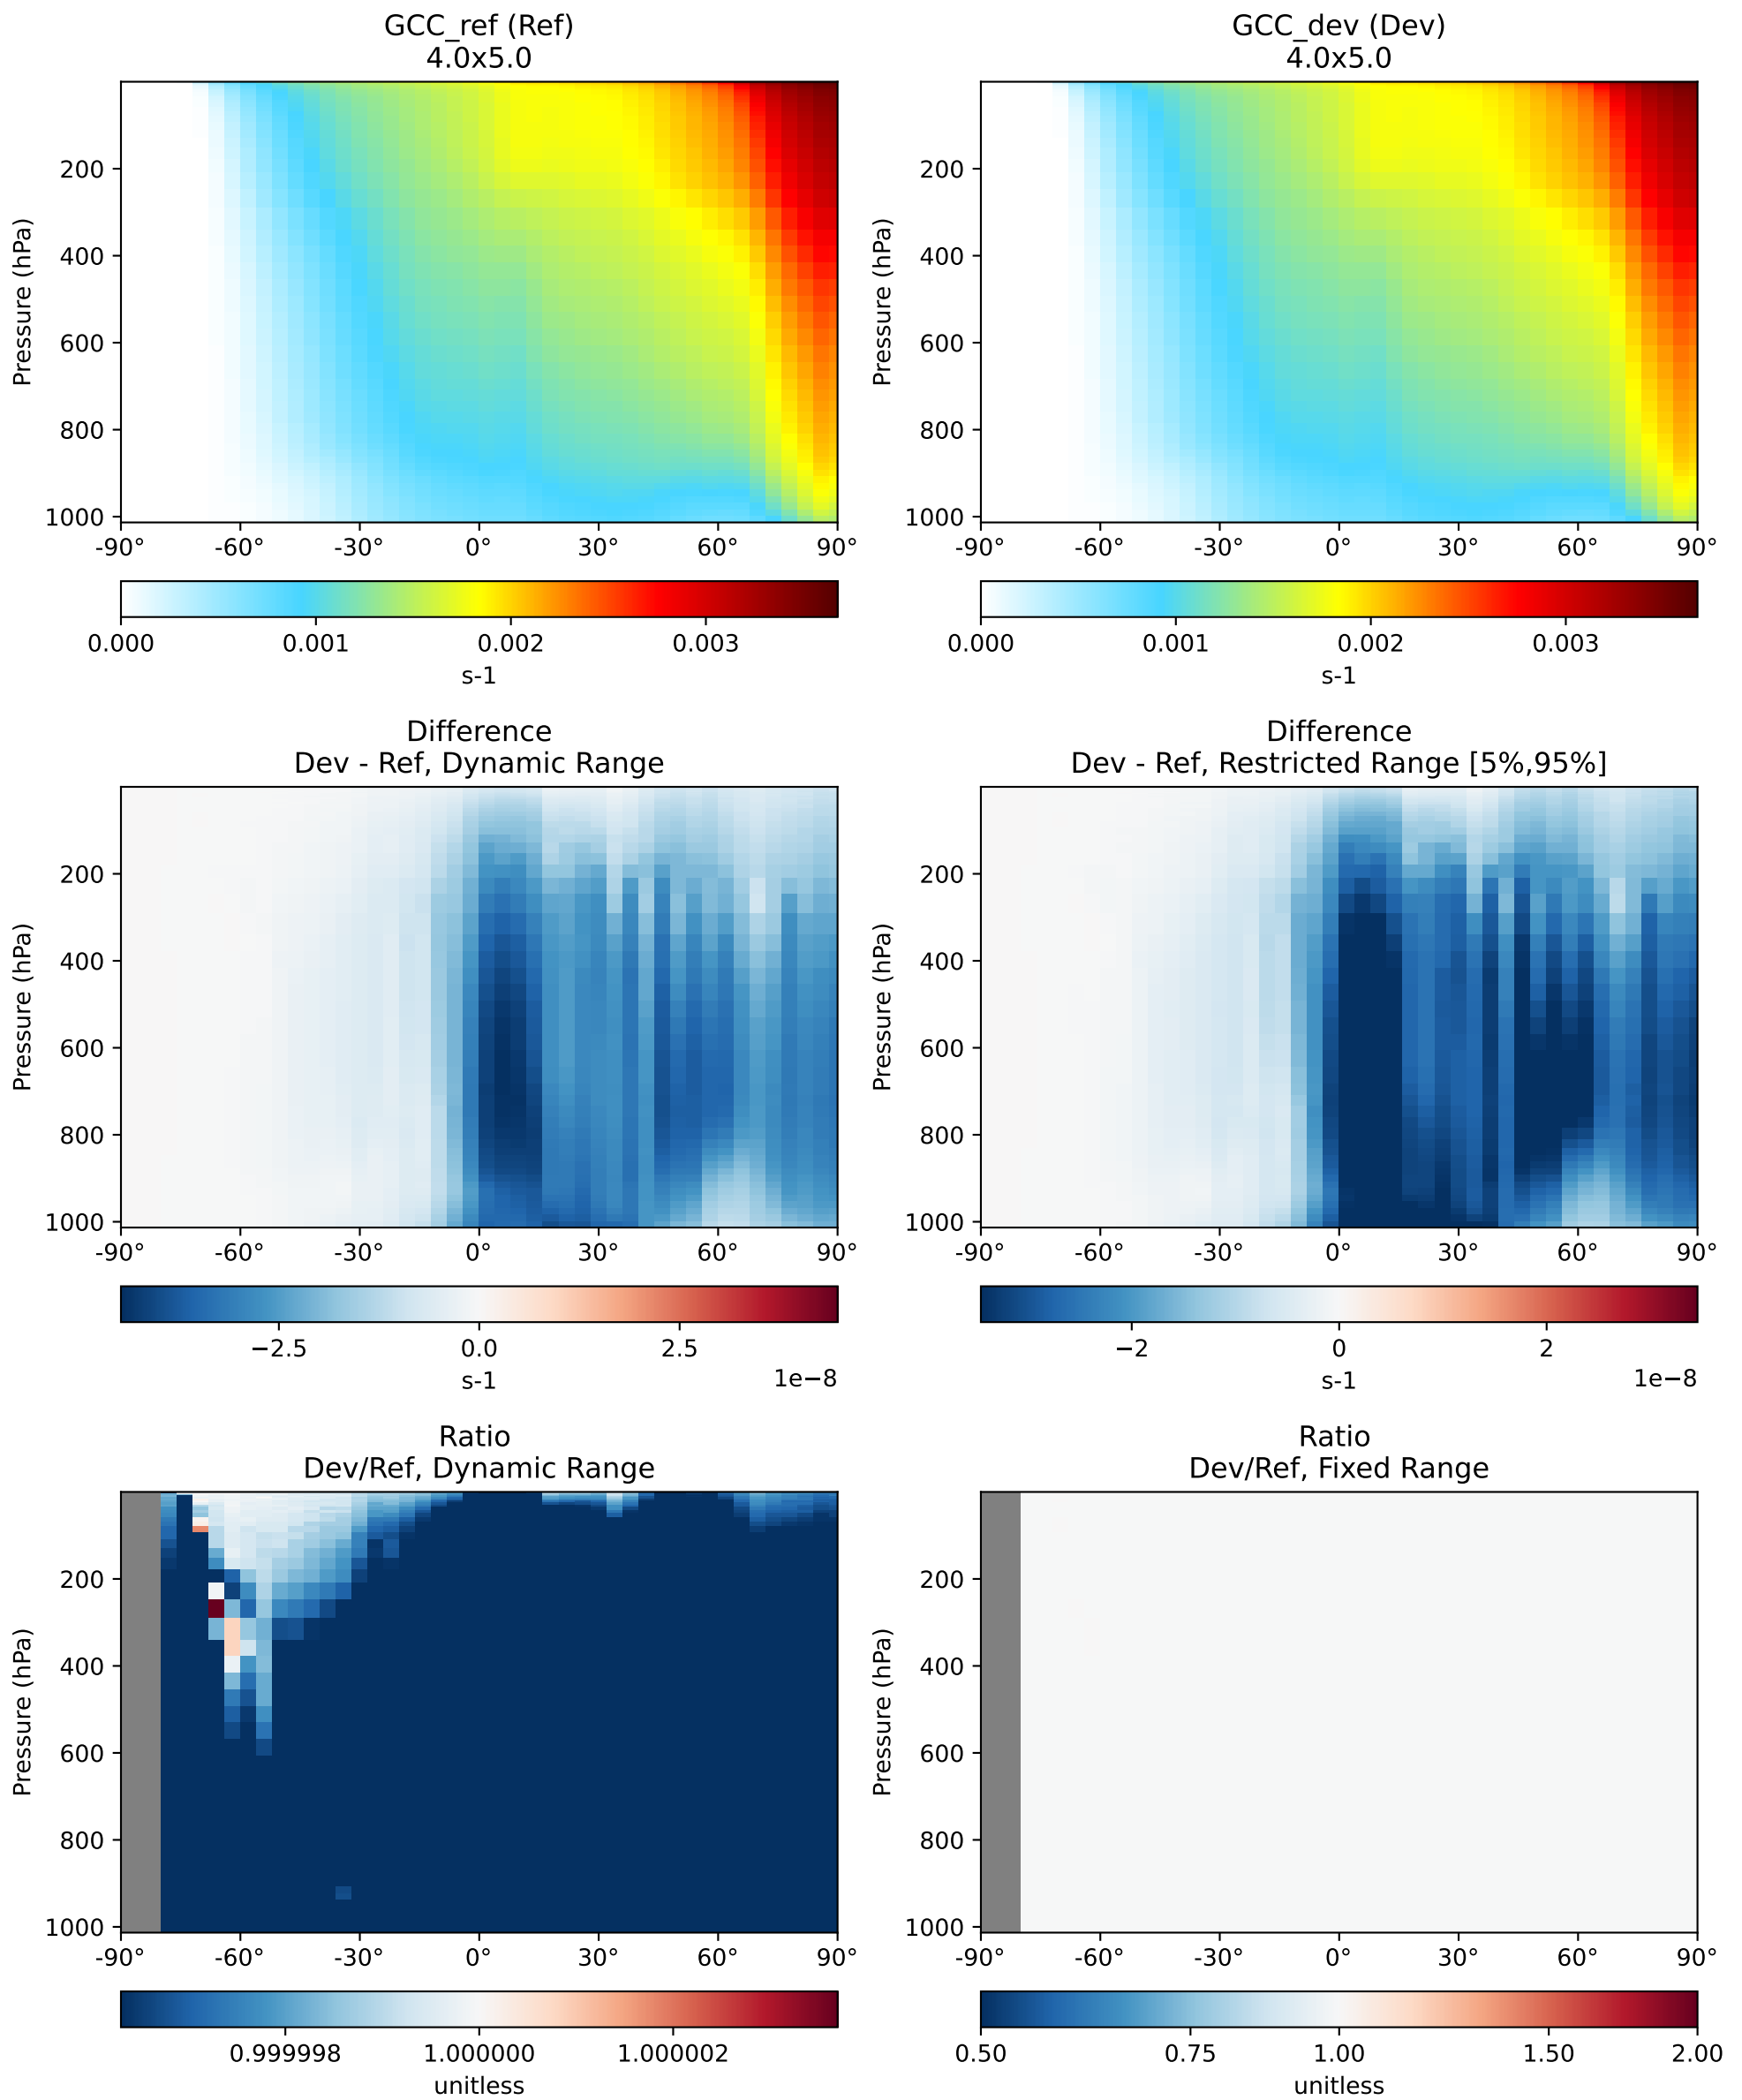 GCC_ref (Ref)
4.0x5.0
Pressure (hPa)
200
400
600
800
1000
-90° -60° -30° 0° 30° 60° 90°
0.000 0.001 0.002 0.003
s-1
GCC_dev (Dev)
4.0x5.0
Pressure (hPa)
200
400
600
800
1000
-90° -60° -30° 0° 30° 60° 90°
0.000 0.001 0.002 0.003
s-1
Difference
Dev - Ref, Dynamic Range
Pressure (hPa)
200
400
600
800
1000
-90° -60° -30° 0° 30° 60° 90°
−2.5 0.0 2.5
s-1
1e−8
Difference
Dev - Ref, Restricted Range [5%,95%]
Pressure (hPa)
200
400
600
800
1000
-90° -60° -30° 0° 30° 60° 90°
−2 0 2
s-1
1e−8
Ratio
Dev/Ref, Dynamic Range
Pressure (hPa)
200
400
600
800
1000
-90° -60° -30° 0° 30° 60° 90°
0.999998 1.000000 1.000002
unitless
Ratio
Dev/Ref, Fixed Range
Pressure (hPa)
200
400
600
800
1000
-90° -60° -30° 0° 30° 60° 90°
0.50 0.75 1.00 1.50 2.00
unitless